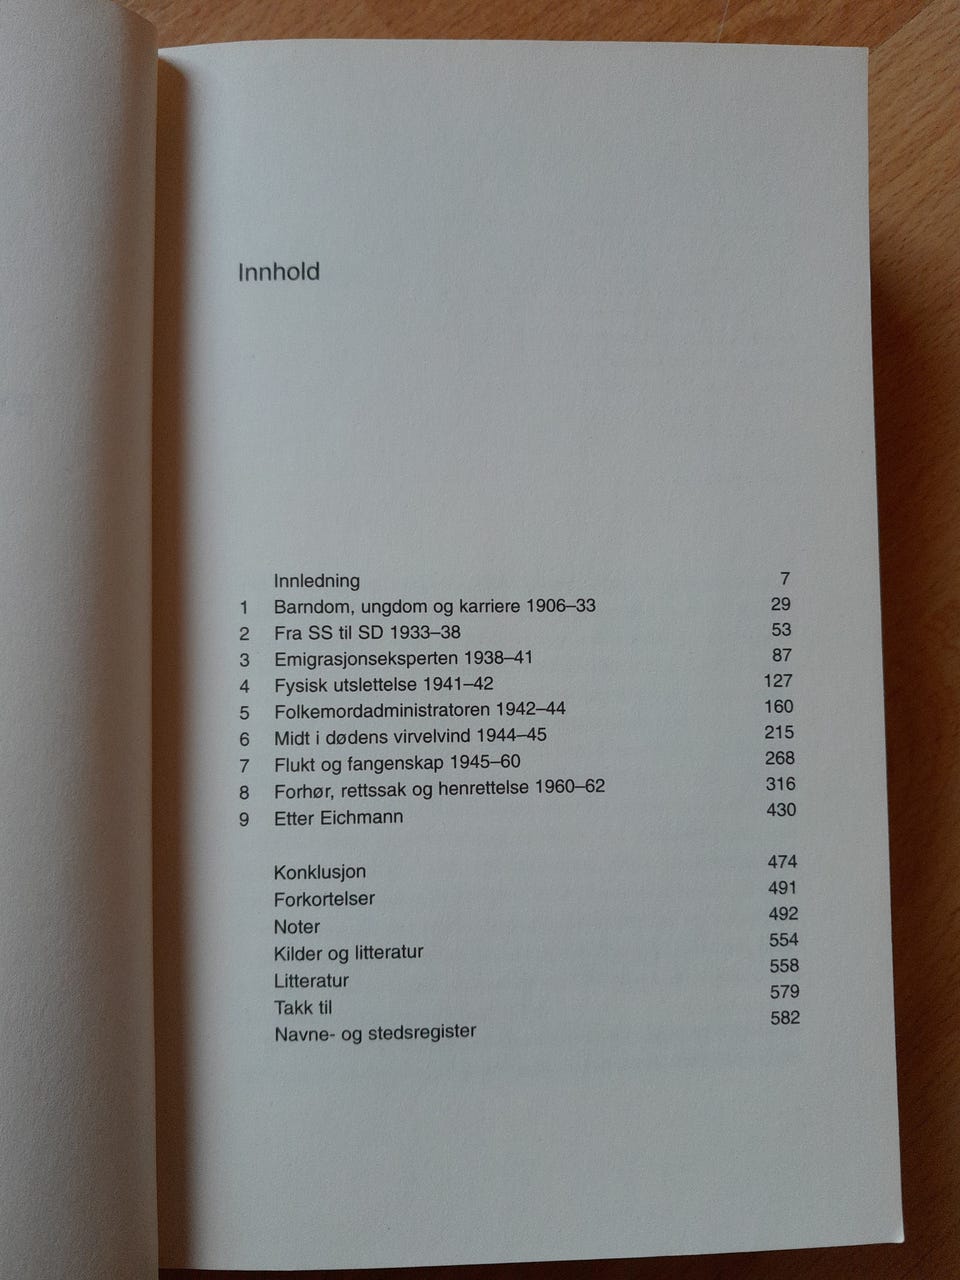 Innhold
Innledning 7
1 Barndom, ungdom og karriere 1906–33 29
2 Fra SS til SD 1933–38 53
3 Emigrasjonseksperten 1938–41 87
4 Fysisk utslettelse 1941–42 127
5 Folkemordadministratoren 1942–44 160
6 Midt i dødens virvelvind 1944–45 215
7 Flukt og fangenskap 1945–60 268
8 Forhør, rettssak og henrettelse 1960–62 316
9 Etter Eichmann 430
Konklusjon 474
Forkortelser 491
Noter 492
Kilder og litteratur 554
Litteratur 558
Takk til 579
Navne- og stedsregister 582